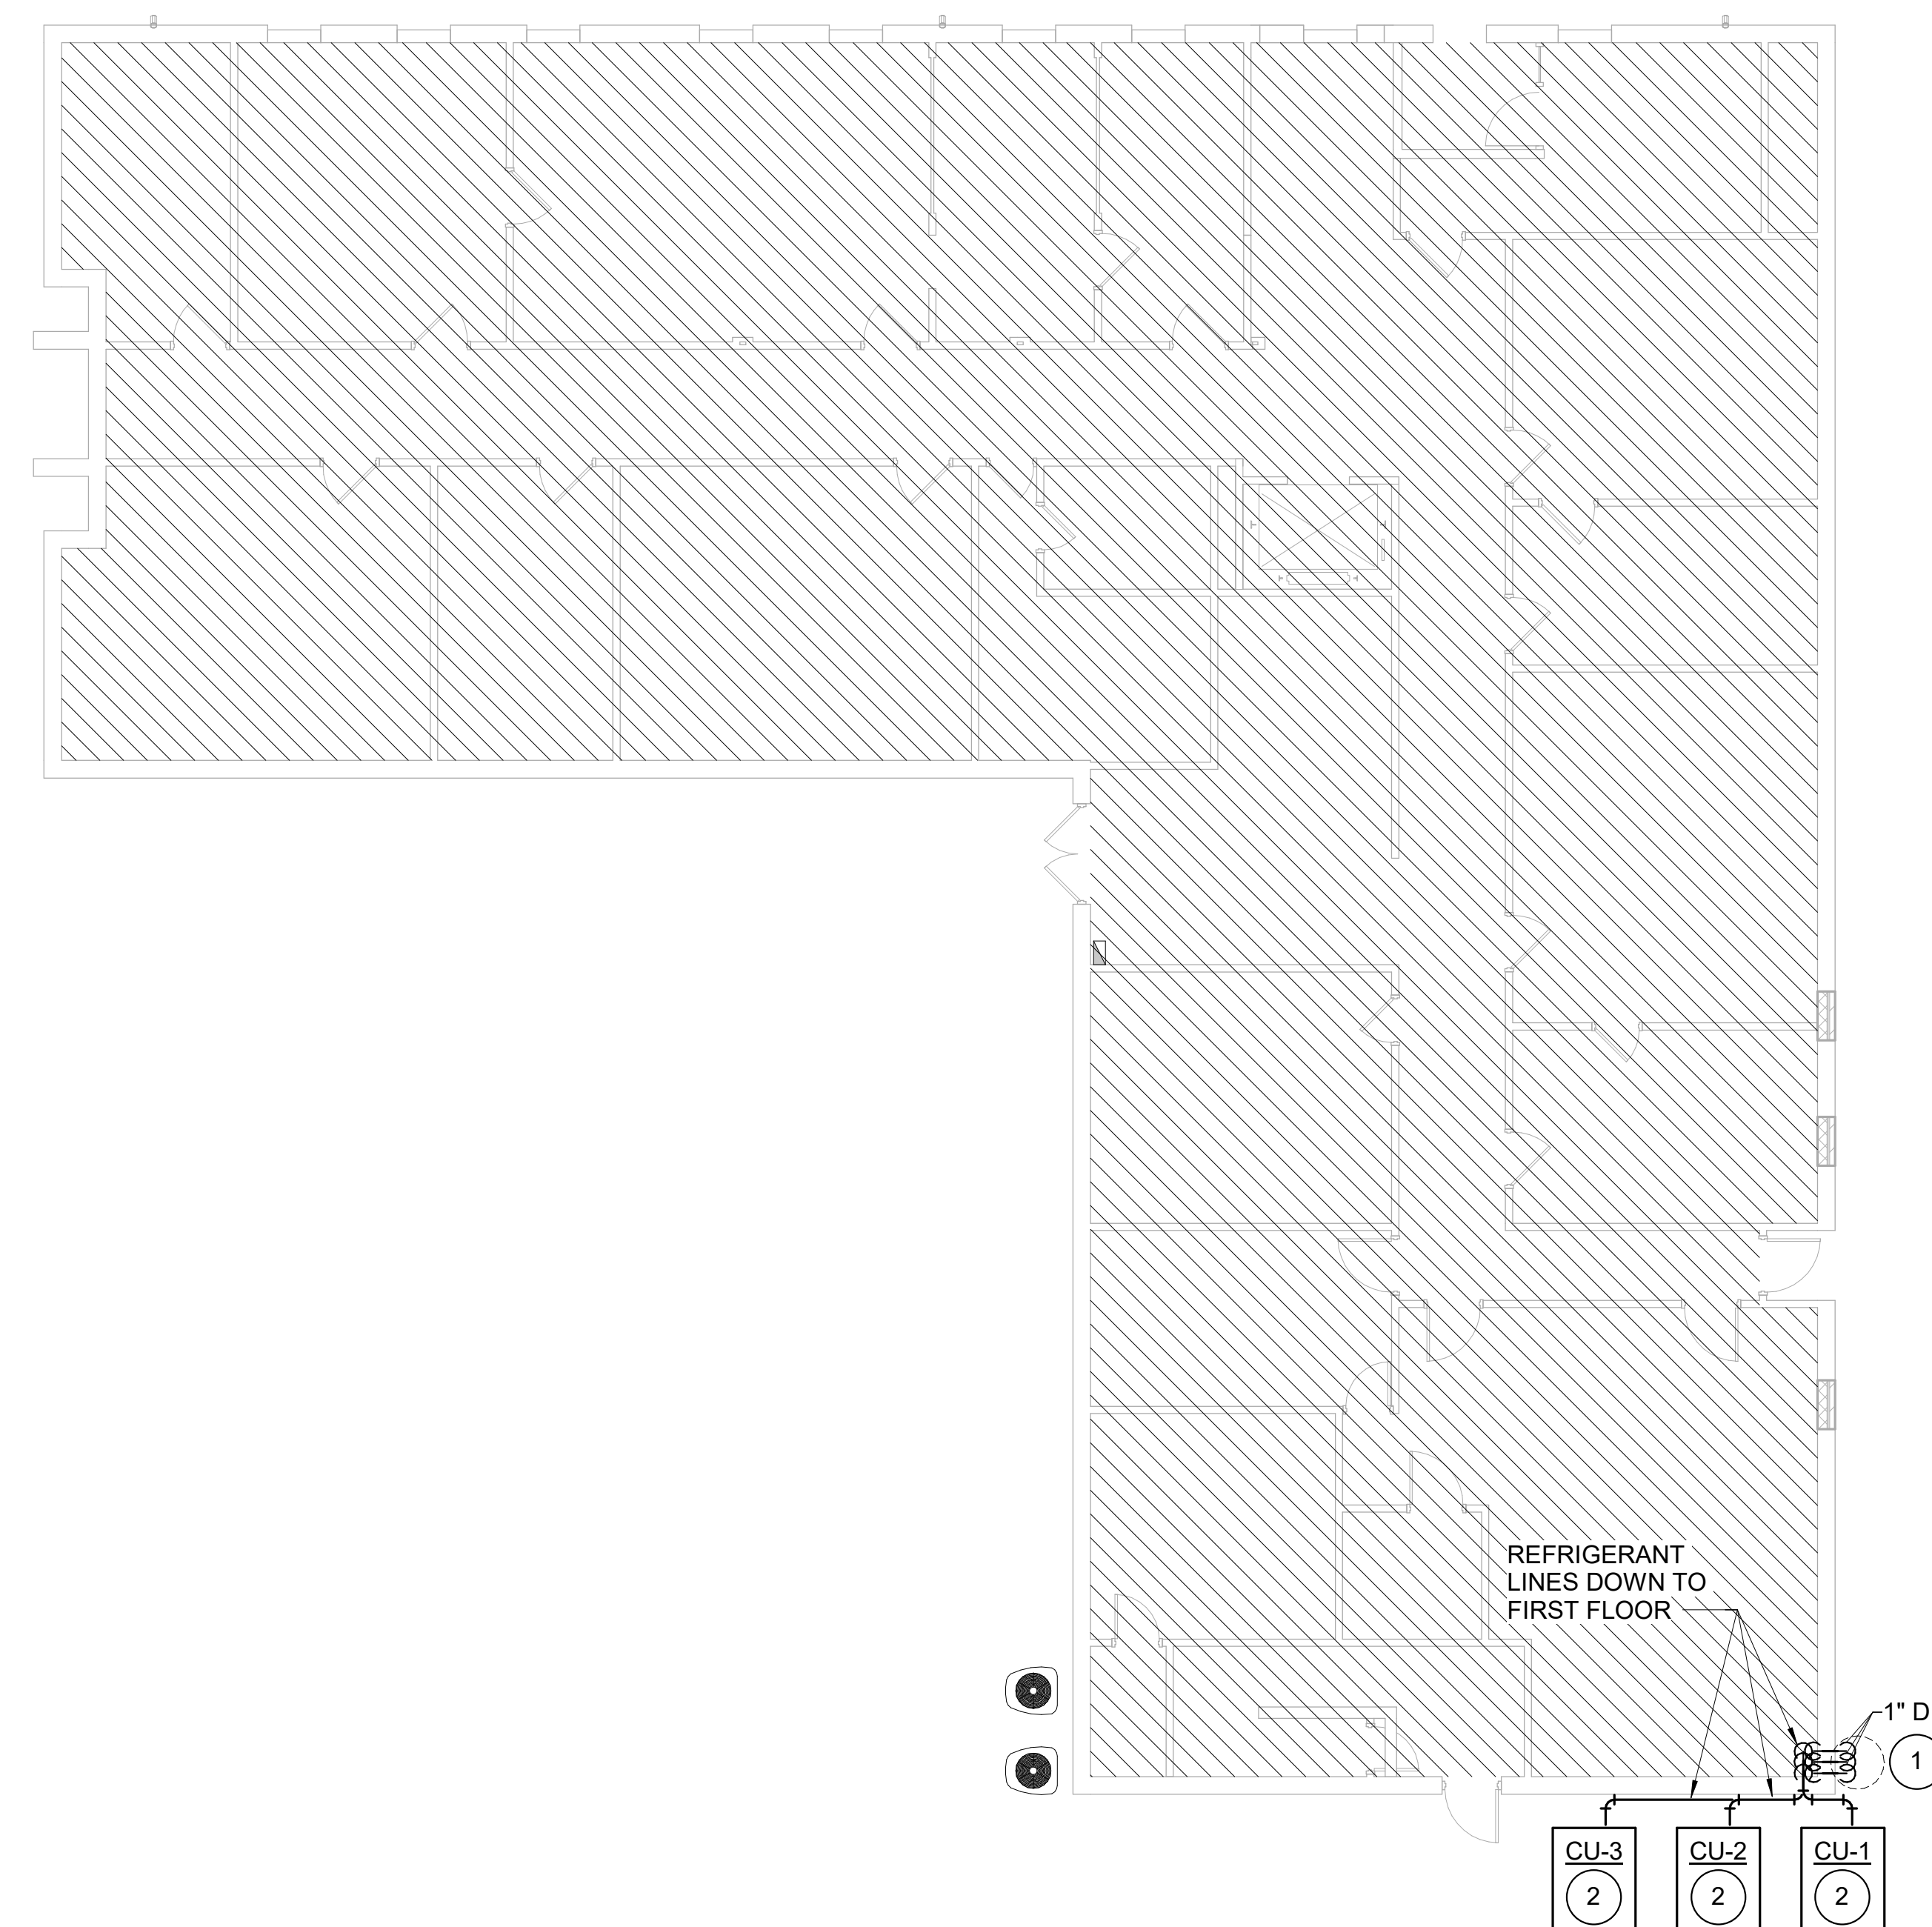 REFRIGERANT
LINES DOWN TO
FIRST FLOOR
1" D
1
CU-3
2
CU-2
2
CU-1
2